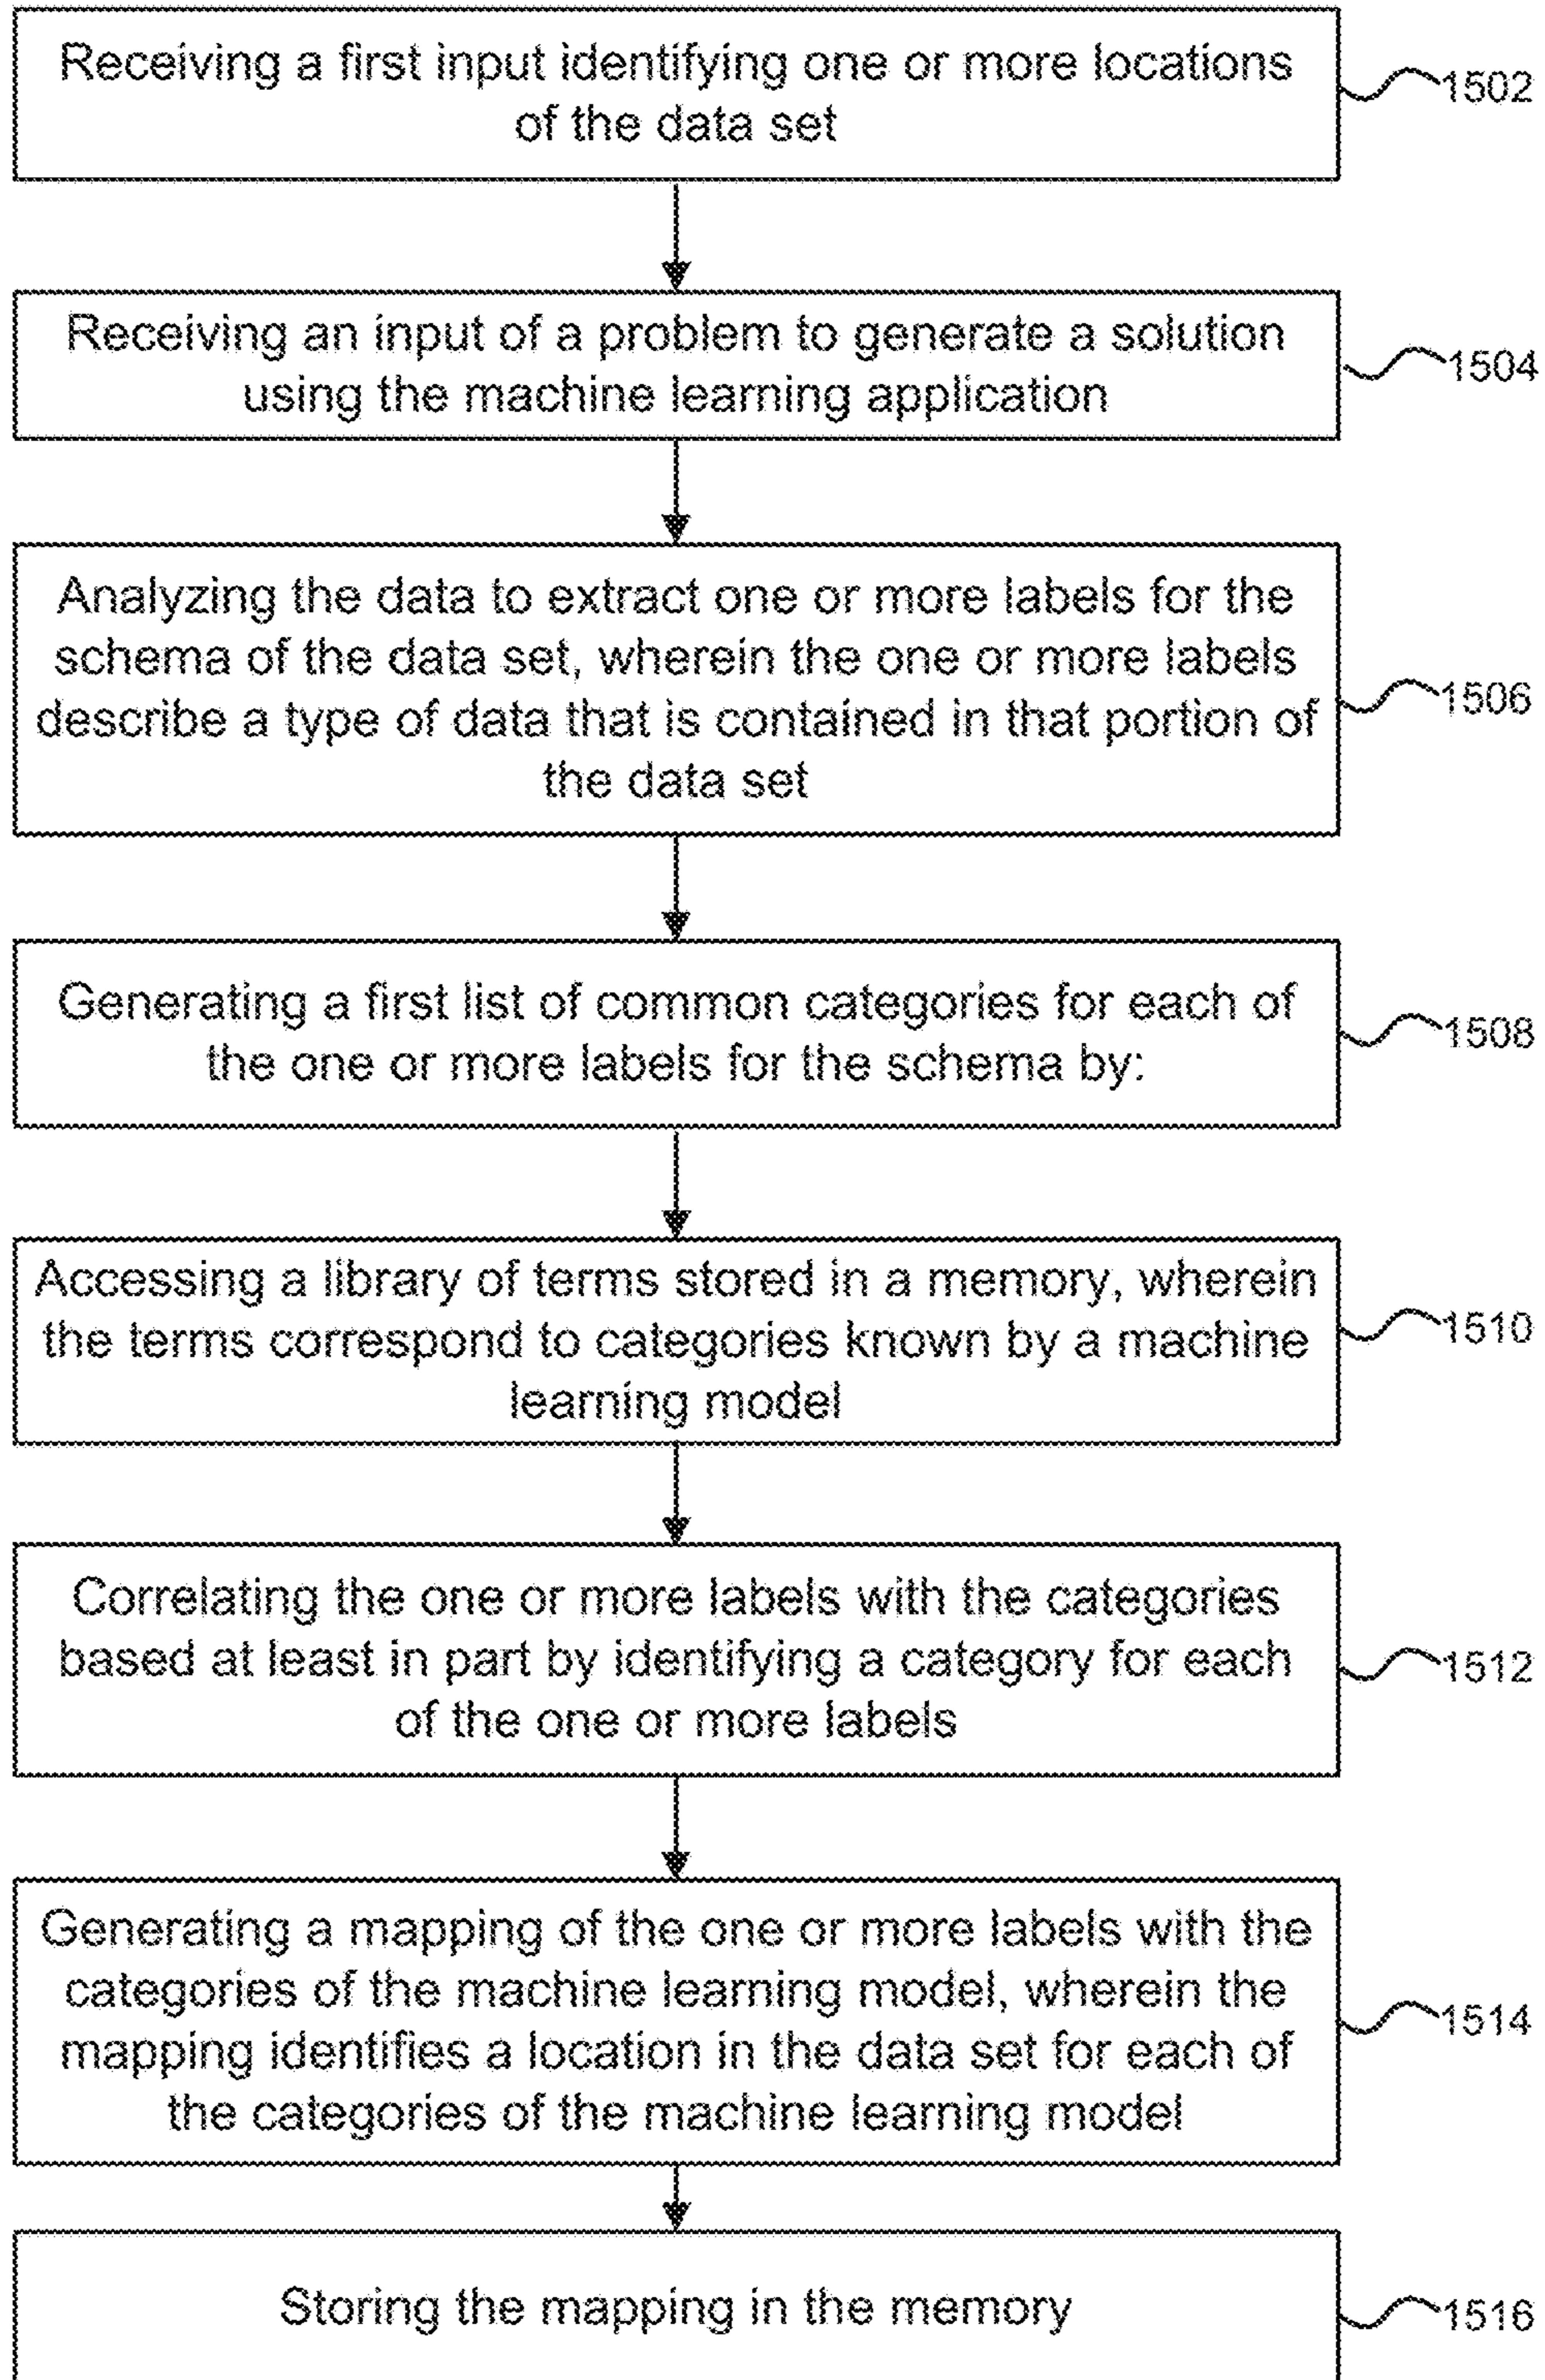 Receiving a first input identifying one or more locations
of the data set
1502
Receiving an input of a problem to generate a solution
using the machine learning application
1504
Analyzing the data to extract one or more labels for the
schema of the data set, wherein the one or more labels
describe a type of data that is contained in that portion of
the data set
1506
Generating a first list of common categories for each of
the one or more labels for the schema by:
1508
Accessing a library of terms stored in a memory, wherein
the terms correspond to categories known by a machine
learning model
1510
Correlating the one or more labels with the categories
based at least in part by identifying a category for each
of the one or more labels
1512
Generating a mapping of the one or more labels with the
categories of the machine learning model, wherein the
mapping identifies a location in the data set for each of
the categories of the machine learning model
1514
Storing the mapping in the memory
1516